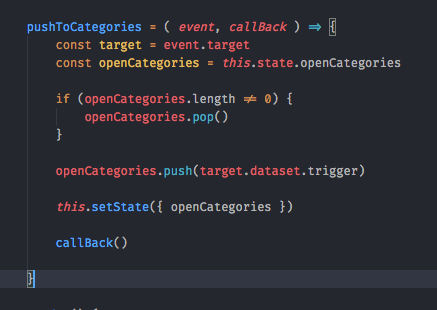 pushToCategories = ( event, callBack ) => {
const target = event.target
const openCategories = this.state.openCategories
if (openCategories.length != 0) {
openCategories.pop()
}
openCategories.push(target.dataset.trigger)
this.setState({ openCategories })
callBack()
}